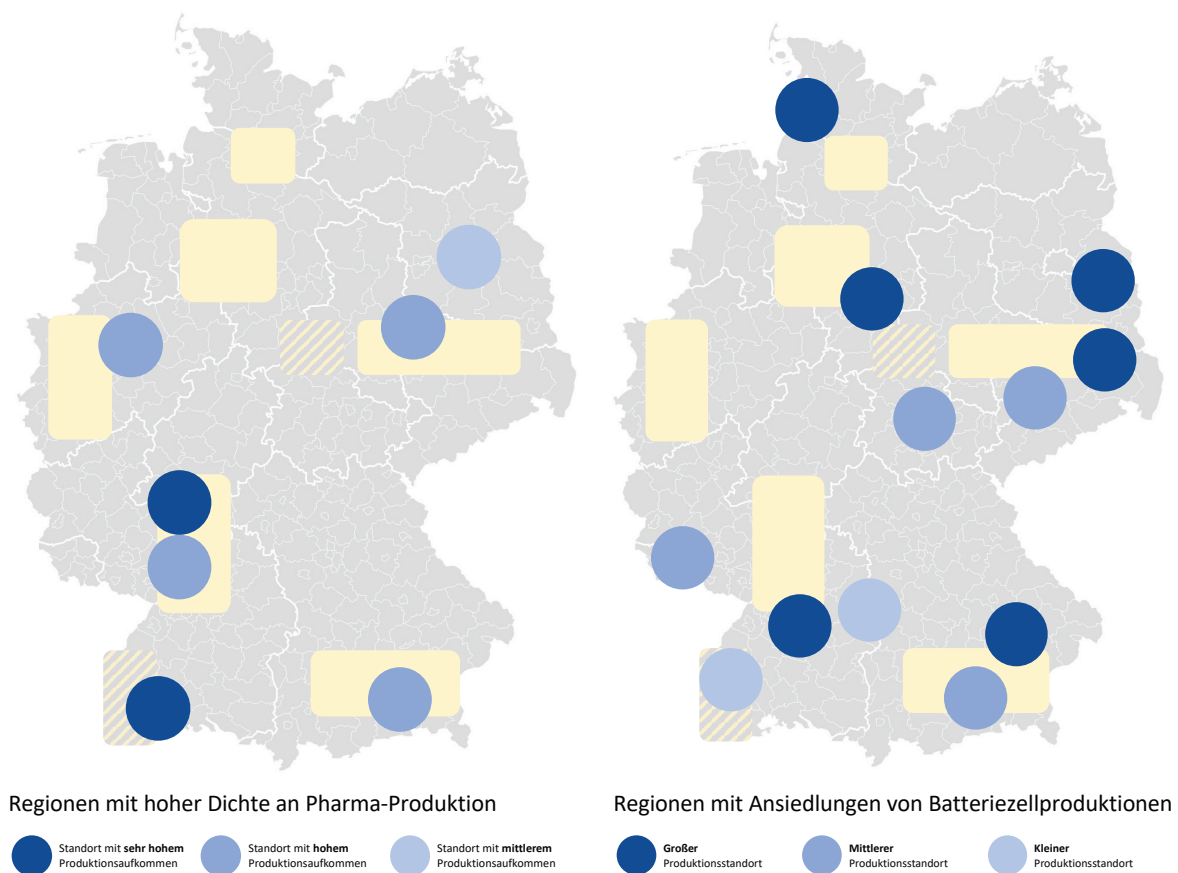 Regionen mit hoher Dichte an Pharma-Produktion
Standort mit sehr hohem
Produktionsaufkommen
Standort mit hohem
Produktionsaufkommen
Standort mit mittlerem
Produktionsaufkommen
Regionen mit Ansiedlungen von Batteriezellproduktionen
Großer
Produktionsstandort
Mittlerer
Produktionsstandort
Kleiner
Produktionsstandort